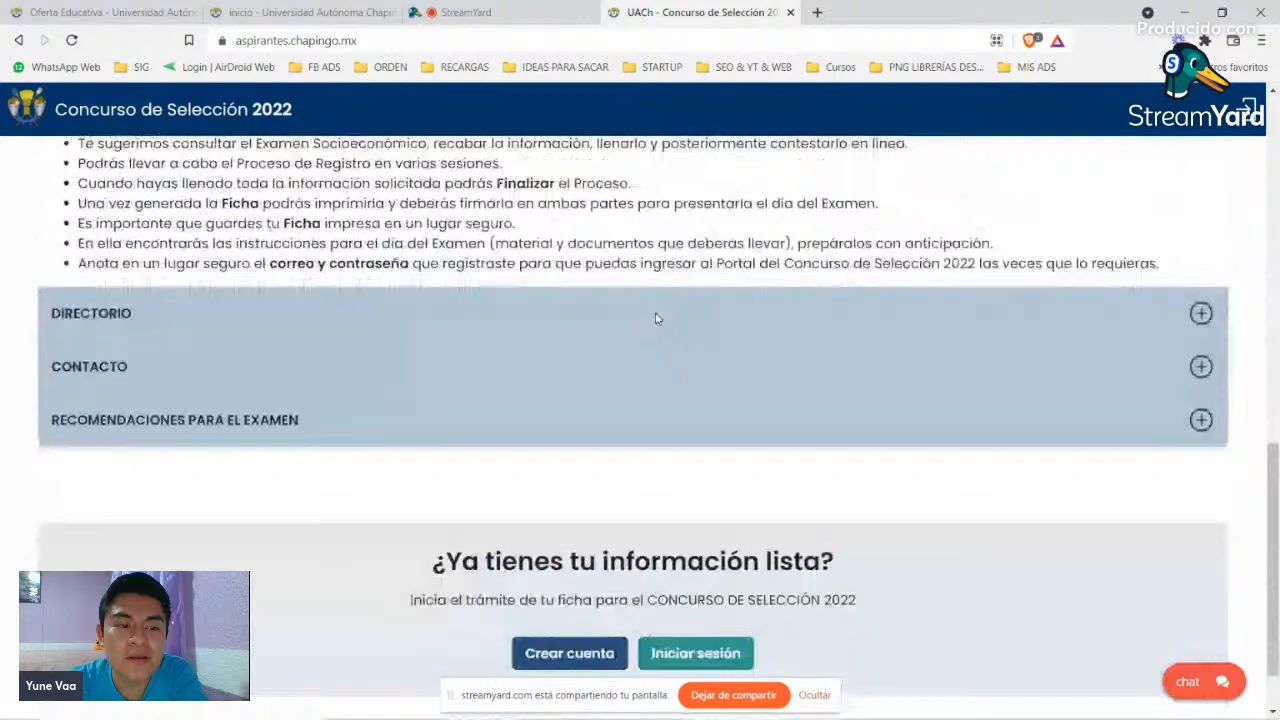 Oferta Educativa - Universidad Autón
inicio - Universidad Autónoma Chapi
StreamYard
UACh - Concurso de Selección 20
Producido con
aspirantes.chapingo.mx
WhatsApp Web
SIG
Login | AirDroid Web
FB ADS
ORDEN
RECANVAS
IDEAS PARA SACAR
STARTUP
SEO & YT & WEB
Cursos
PNG LIBRERÍAS DES...
MIS ADS
ros favoritos
Concurso de Selección 2022
StreamYard
• Te sugerimos consultar el Examen Socioeconómico, recabar la información, llenarlo y posteriormente contestarlo en línea.
• Podrás llevar a cabo el Proceso de Registro en varias sesiones.
• Cuando hayas llenado toda la información solicitada podrás Finalizar el Proceso.
• Una vez generada la Ficha podrás imprimirla y deberás firmarla en ambas partes para presentarla el día del Examen.
• Es importante que guardes tu Ficha impresa en un lugar seguro.
• En ella encontrarás las instrucciones para el día del Examen (material y documentos que deberás llevar), prepáralos con anticipación.
• Anota en un lugar seguro el correo y contraseña que registraste para que puedas ingresar al Portal del Concurso de Selección 2022 las veces que lo requieras.
DIRECTORIO
CONTACTO
RECOMENDACIONES PARA EL EXAMEN
¿Ya tienes tu información lista?
Inicia el trámite de tu ficha para el CONCURSO DE SELECCIÓN 2022
Crear cuenta
Iniciar sesión
Yune Vaa
streamyard.com está compartiendo tu pantalla.
Dejar de compartir
Ocultar
chat